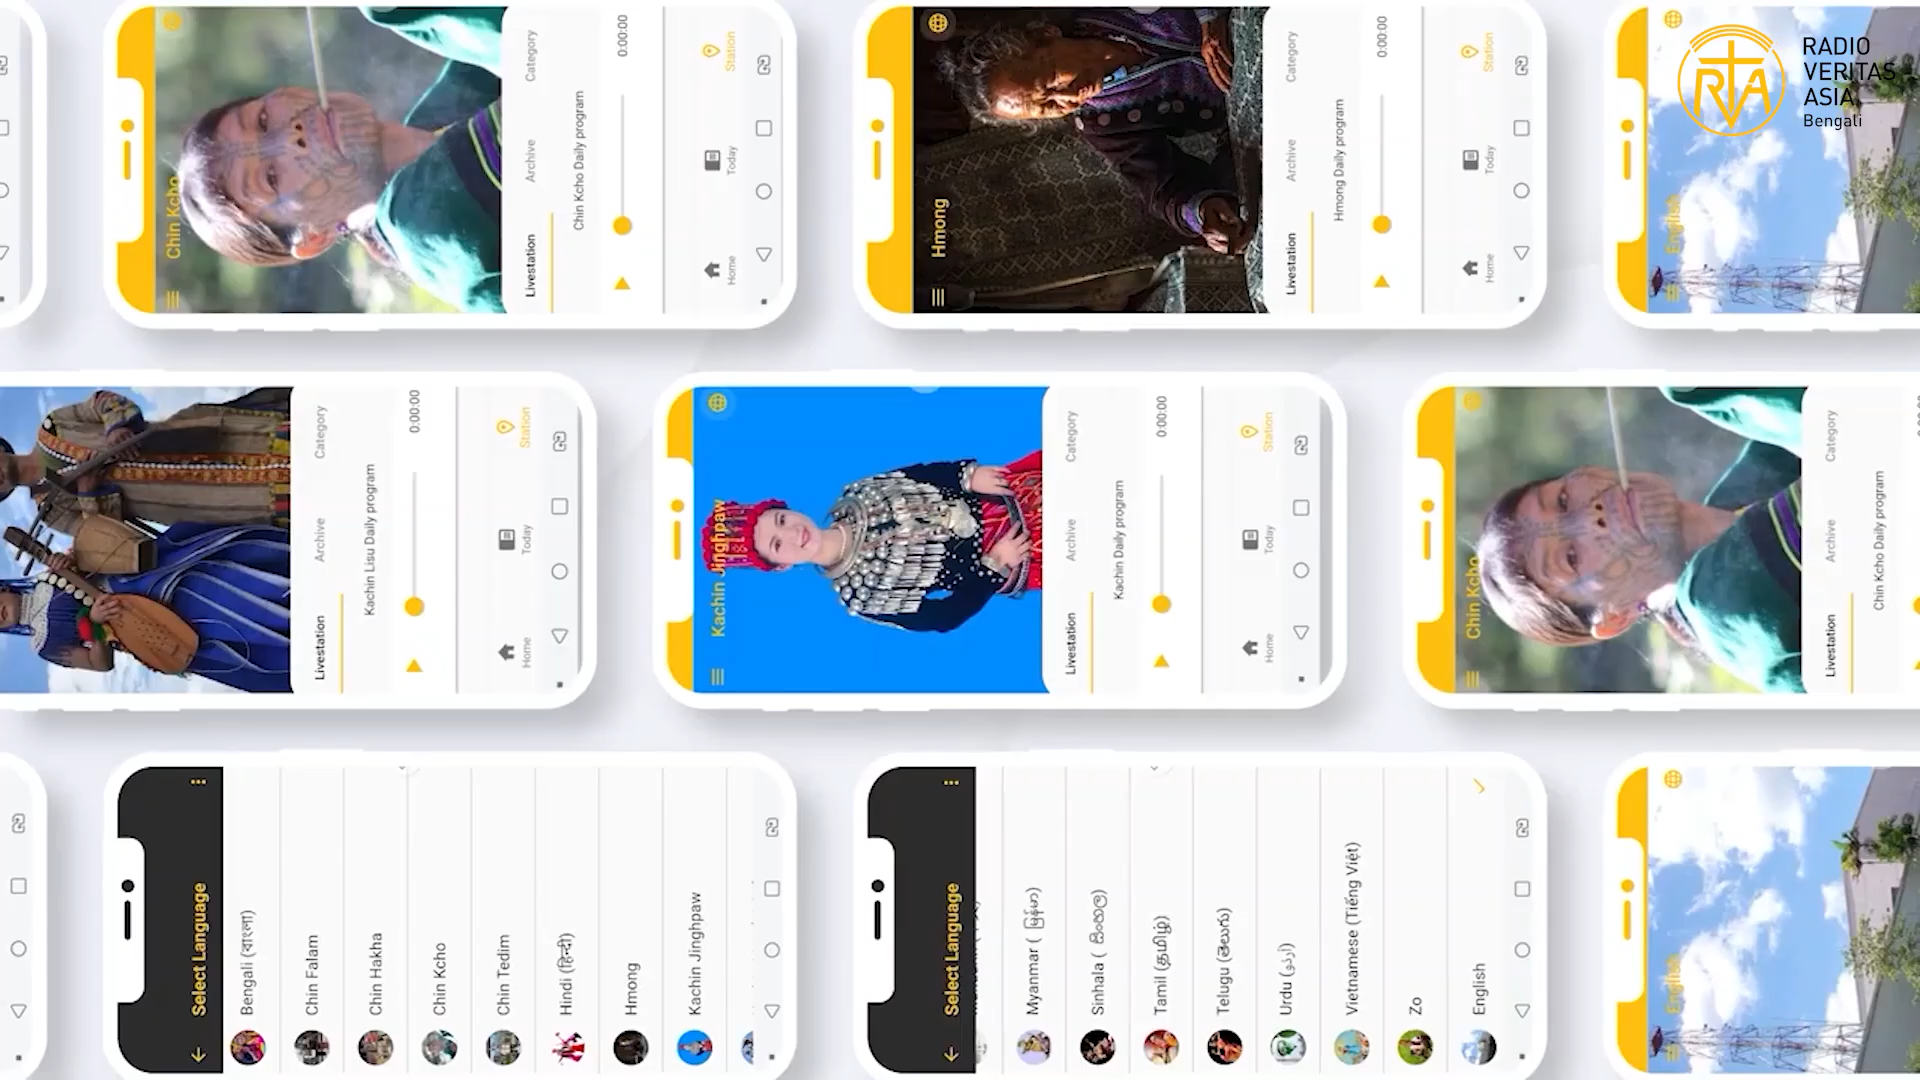 RADIO
VERITAS
ASIA
Bengali
RVA
Chin Kcho
Livestation
Archive
Category
Chin Kcho Daily program
0:00:00
Home
Today
Station
Hmong
Livestation
Archive
Category
Hmong Daily program
0:00:00
Home
Today
Station
English
Livestation
Archive
Category
Kachin Lisu Daily program
0:00:00
Home
Today
Station
Kachin Jinghpaw
Livestation
Archive
Category
Kachin Daily program
0:00:00
Home
Today
Station
Chin Kcho
Livestation
Archive
Category
Chin Kcho Daily program
Select Language
Bengali (বাংলা)
Chin Falam
Chin Hakha
Chin Kcho
Chin Tedim
Hindi (हिन्दी)
Hmong
Kachin Jinghpaw
Select Language
Myanmar ( မြန်မာ)
Sinhala ( සිංහල)
Tamil (தமிழ்)
Telugu (తెలుగు)
Urdu (اردو)
Vietnamese (Tiếng Việt)
Zo
English
English